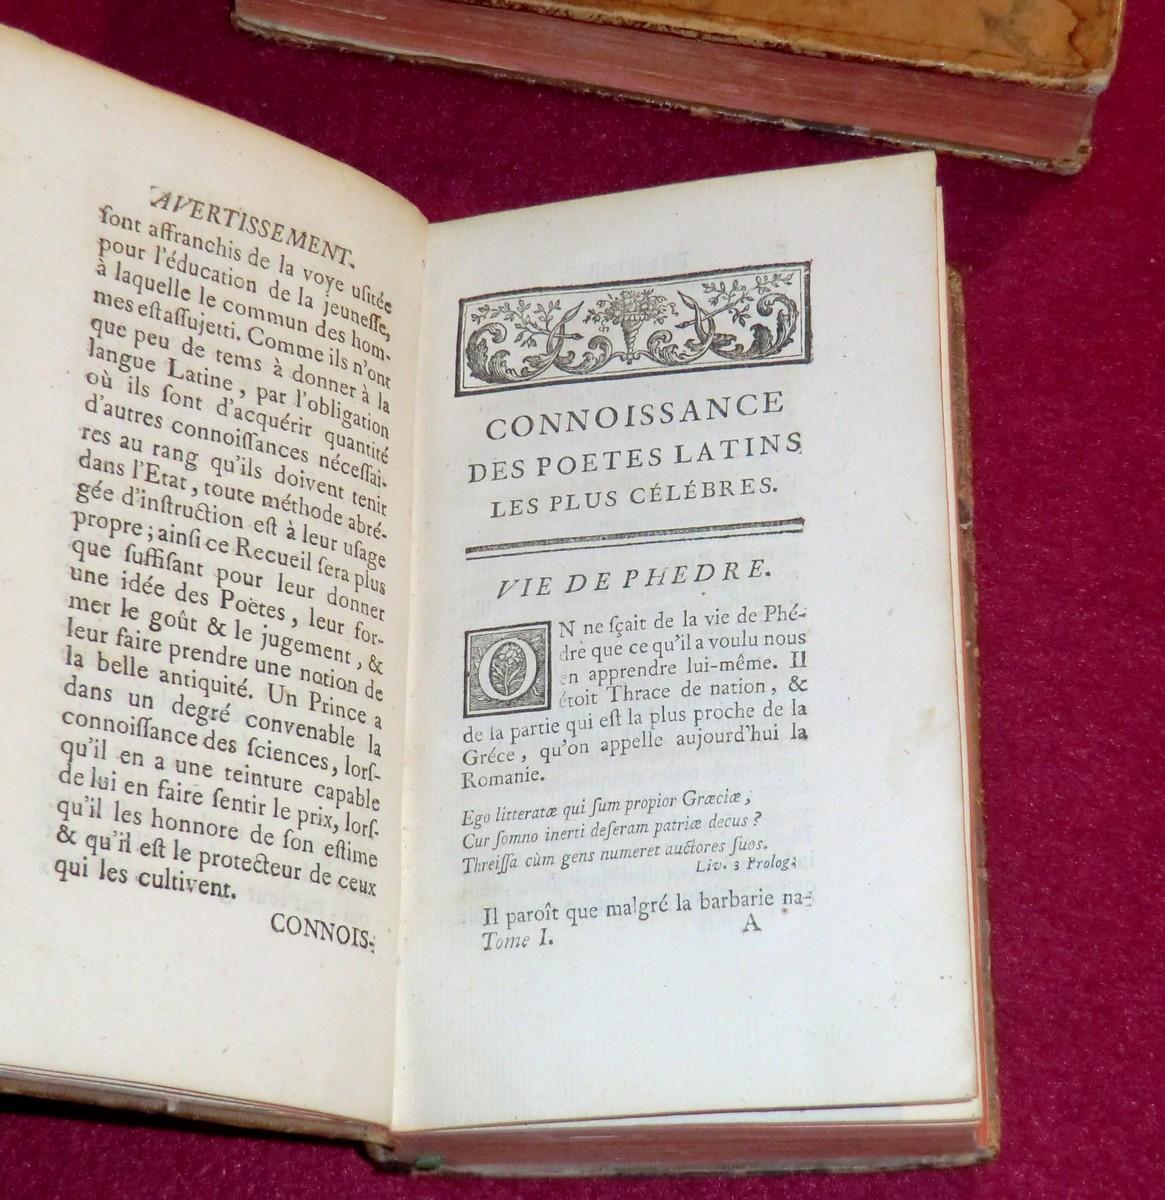 AVERTISSEMENT.
ſont affranchis de la voye uſitée
pour l'éducation de la jeuneſſe,
à laquelle le commun des hom-
mes eſt aſſujetti. Comme ils n'ont
que peu de tems à donner à la
langue Latine, par l'obligation
où ils ſont d'acquérir quantité
d'autres connoiſſances néceſſai-
res au rang qu'ils doivent tenir
dans l'Etat, toute méthode abré-
gée d'inſtruction eſt à leur uſage
propre; ainſi ce Recueil ſera plus
que ſuffiſant pour leur donner
une idée des Poëtes, leur for-
mer le goût & le jugement, &
leur faire prendre une notion de
la belle antiquité. Un Prince a
dans un degré convenable la
connoiſſance des ſciences, lorſ-
qu'il en a une teinture capable
de lui en faire ſentir le prix, lorſ-
qu'il les honnore de ſon eſtime
& qu'il eſt le protecteur de ceux
qui les cultivent.
CONNOIS-
CONNOISSANCE
DES POETES LATINS
LES PLUS CÉLÉBRES.
VIE DE PHEDRE.
ON ne ſçait de la vie de Phé-
dre que ce qu'il a voulu nous
en apprendre lui-même. Il
étoit Thrace de nation, &
de la partie qui eſt la plus proche de la
Gréce, qu'on appelle aujourd'hui la
Romanie.
Ego litteratæ qui ſum propior Græciæ,
Cur ſomno inerti deſeram patriæ decus?
Threiſſa cùm gens numeret auctores ſuos.
Liv. 3 Prolog.
Il paroît que malgré la barbarie na-
Tome I. A